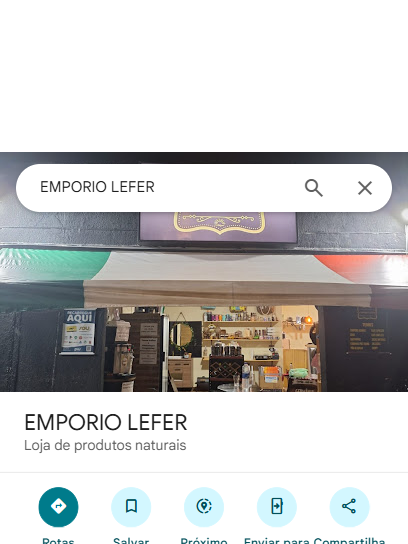 EMPORIO LEFER
AQUI
EMPORIO LEFER
Loja de produtos naturais
Rotas
Salvar
Próximo
Enviar para
Compartilha